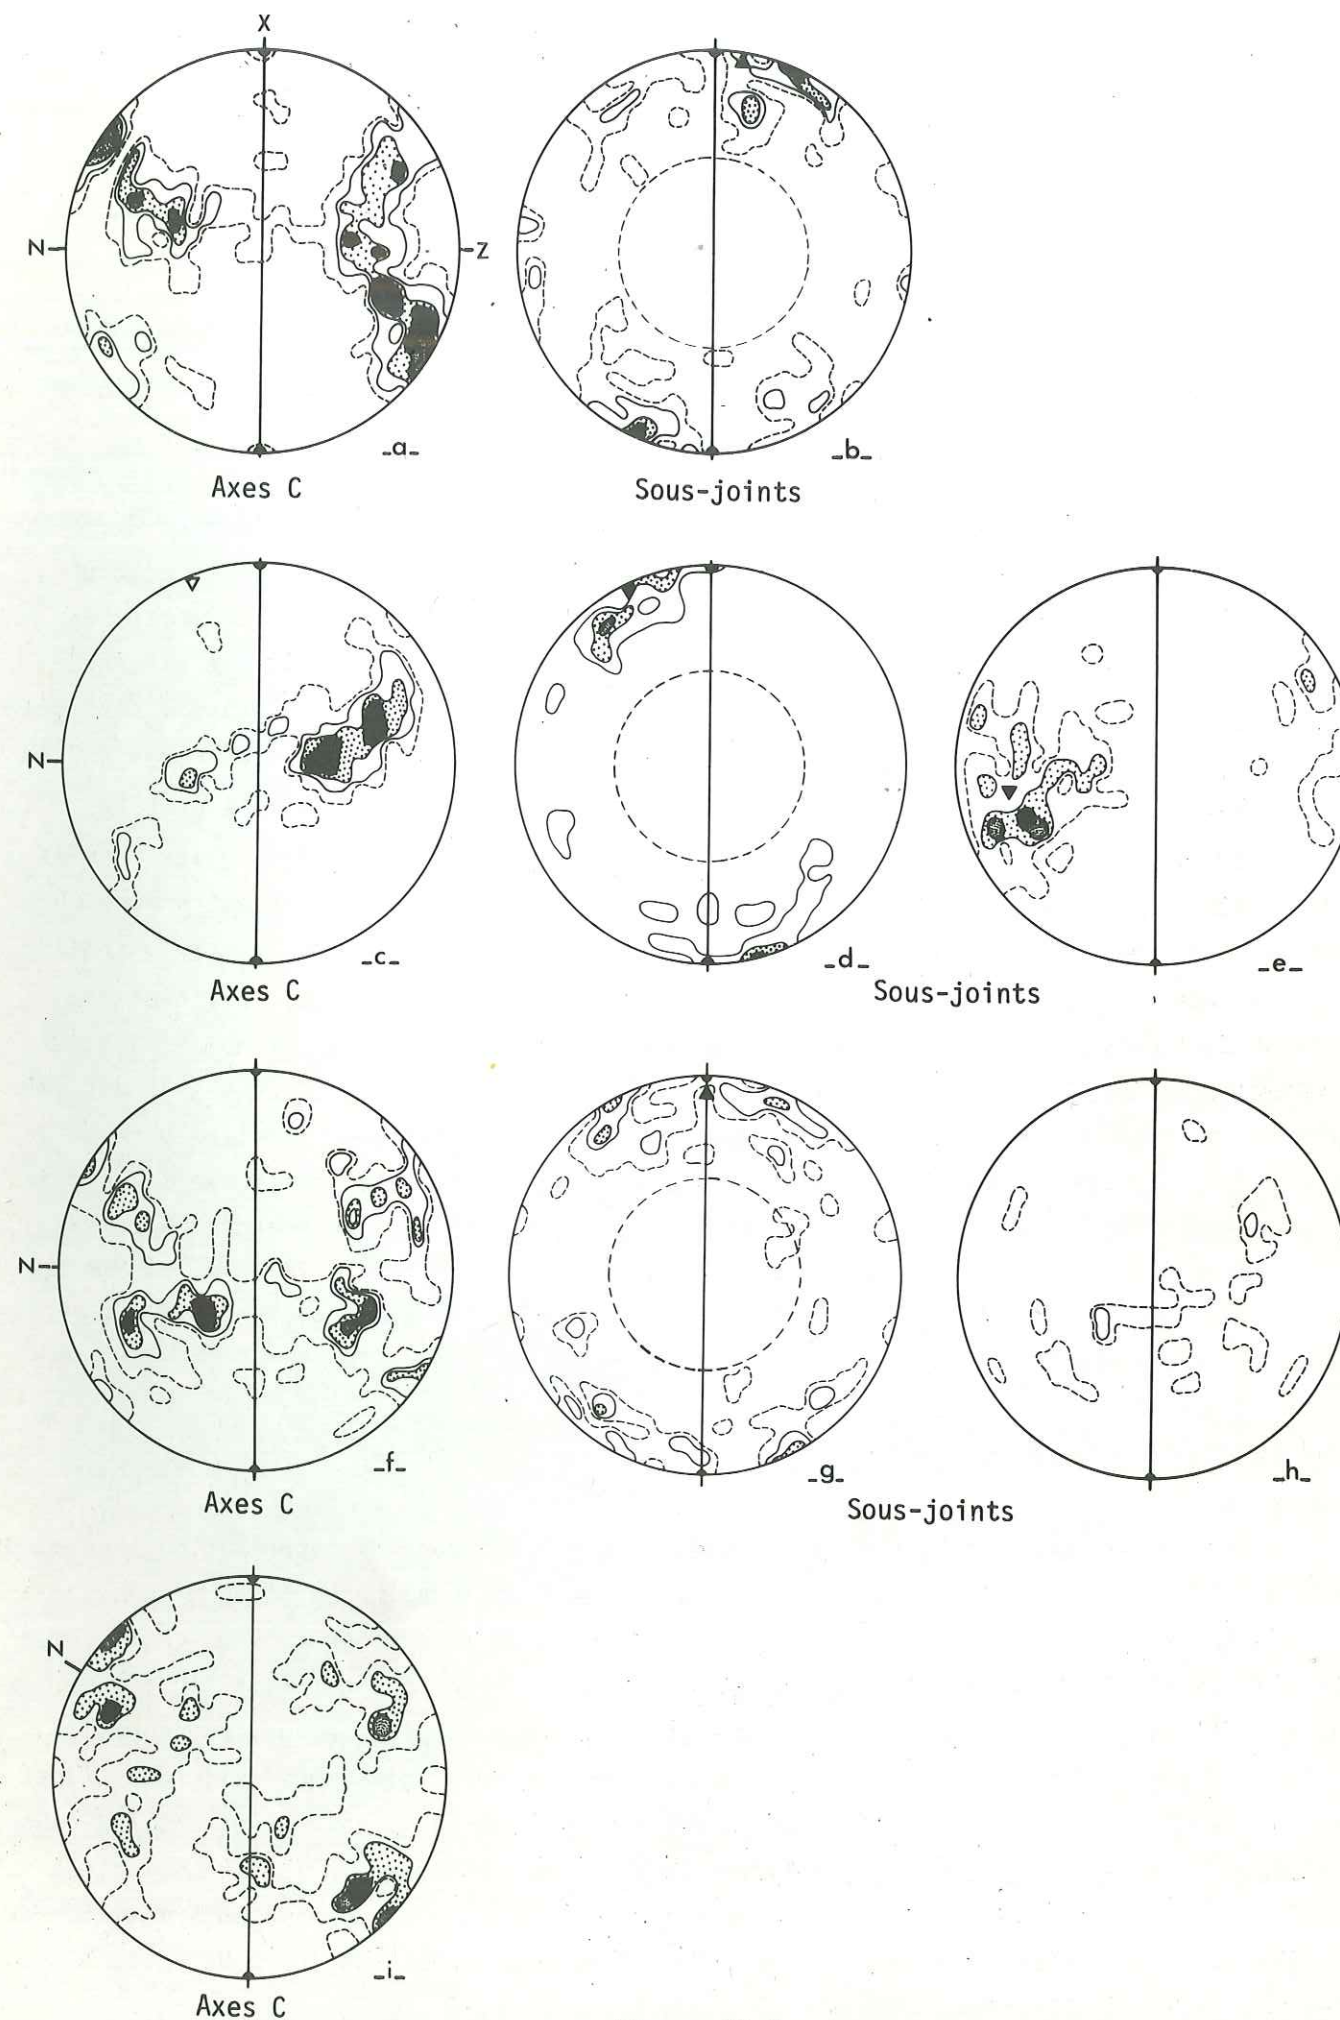 X
N
Z
_a_
_b_
Axes C
Sous-joints
N
_c_
_d_
_e_
Axes C
Sous-joints
N
_f_
_g_
_h_
Axes C
Sous-joints
N
_i_
Axes C